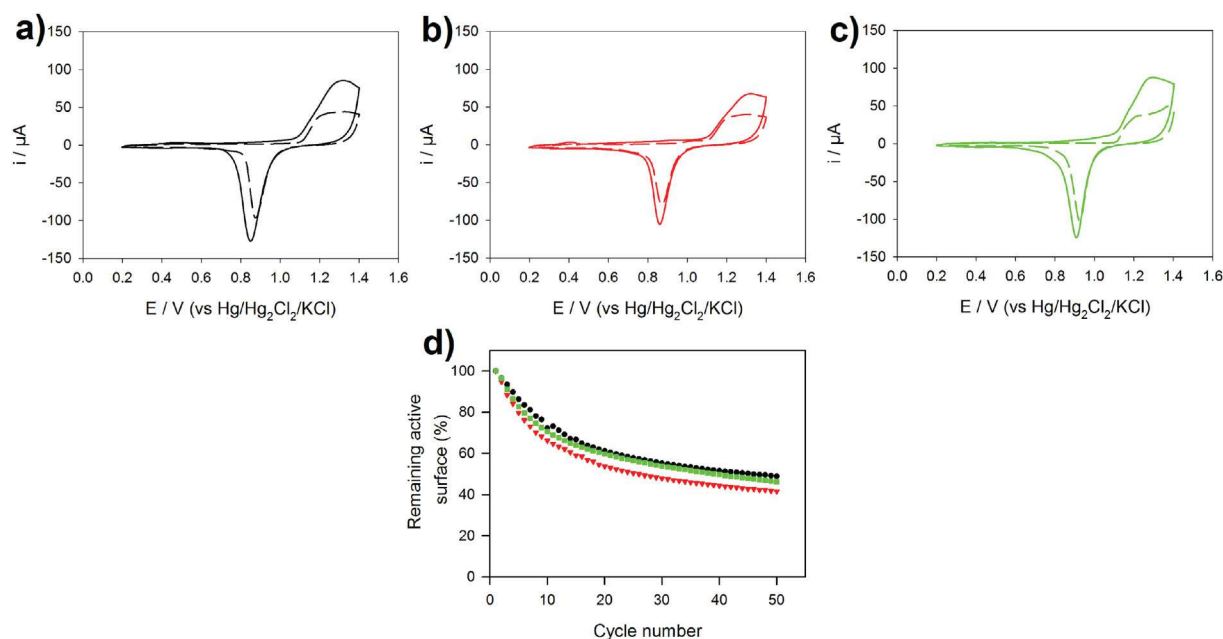 a)
150
100
50
0
-50
-100
-150
i / µA
0.0 0.2 0.4 0.6 0.8 1.0 1.2 1.4 1.6
E / V (vs Hg/Hg₂Cl₂/KCl)
b)
150
100
50
0
-50
-100
-150
i / µA
0.0 0.2 0.4 0.6 0.8 1.0 1.2 1.4 1.6
E / V (vs Hg/Hg₂Cl₂/KCl)
c)
150
100
50
0
-50
-100
-150
i / µA
0.0 0.2 0.4 0.6 0.8 1.0 1.2 1.4 1.6
E / V (vs Hg/Hg₂Cl₂/KCl)
d)
100
80
60
40
20
0
Remaining active
surface (%)
0 10 20 30 40 50
Cycle number